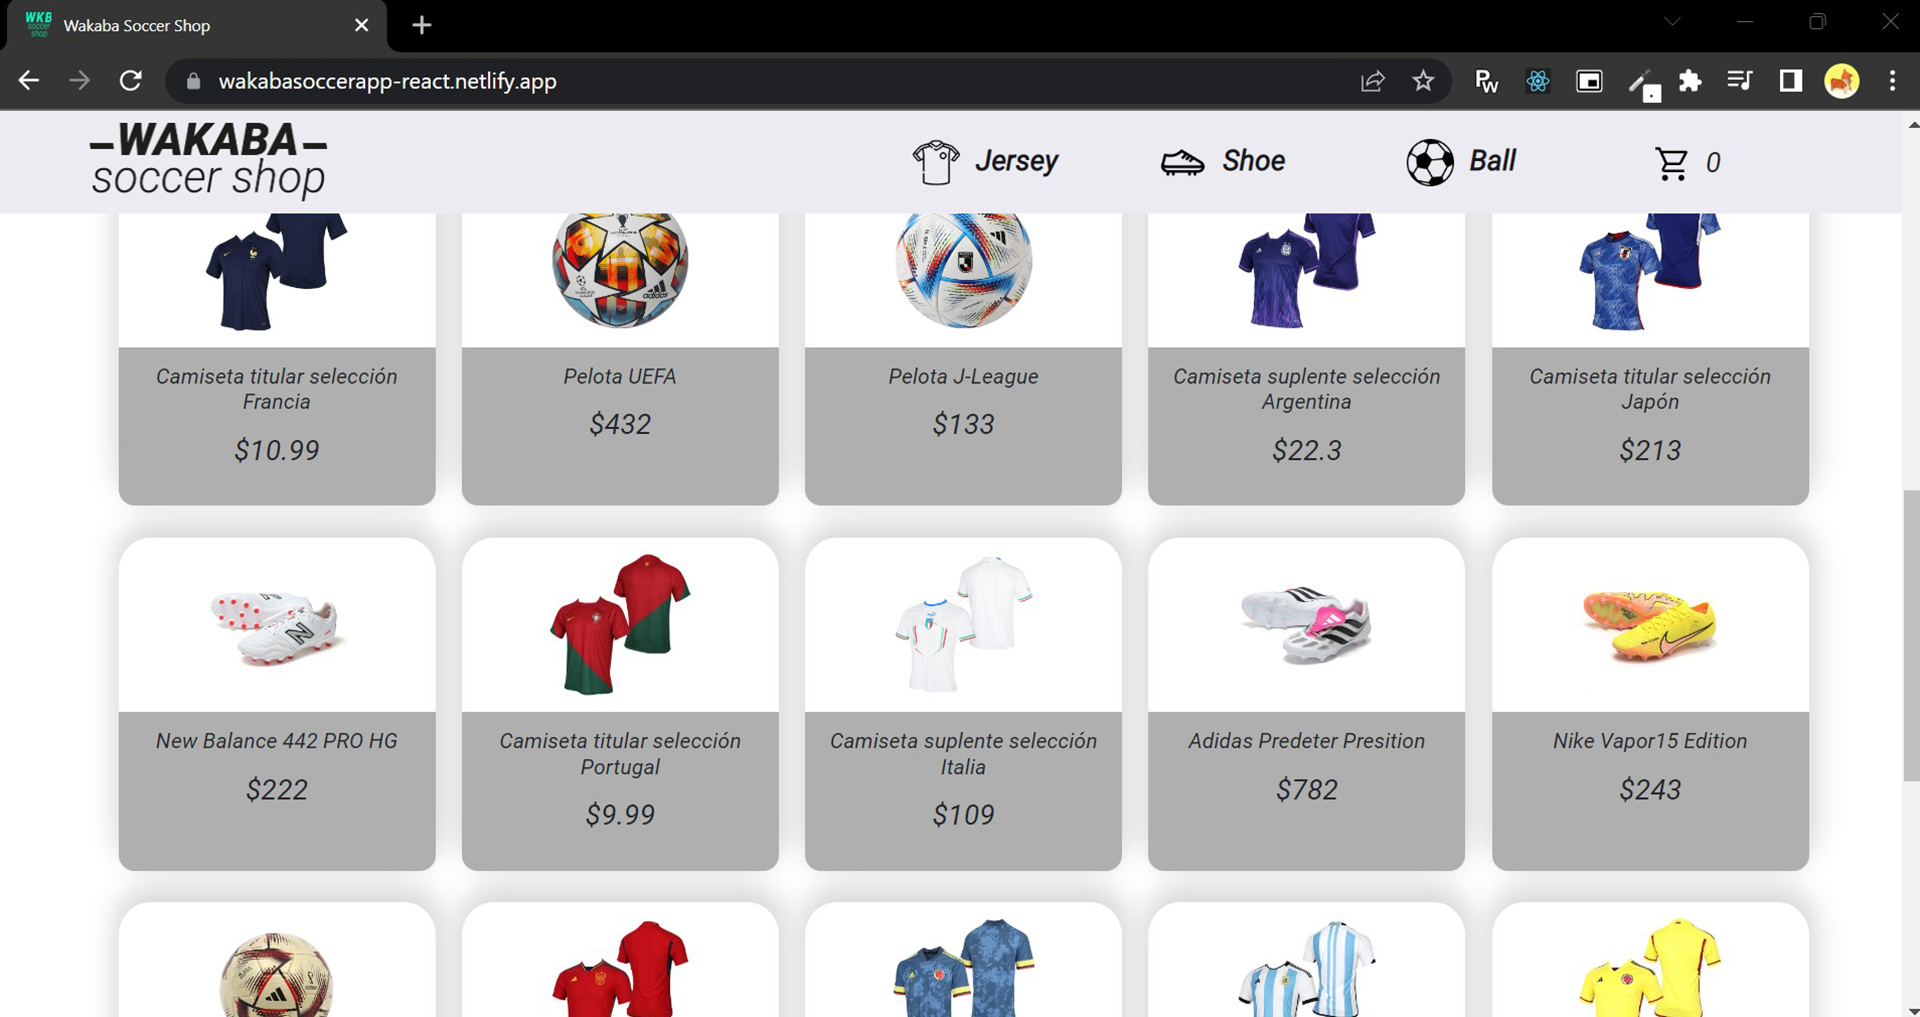 WKB
soccer
shop
Wakaba Soccer Shop
wakabasoccerapp-react.netlify.app
WAKABA
soccer shop
Jersey
Shoe
Ball
0
Camiseta titular selección
Francia
$10.99
Pelota UEFA
$432
Pelota J-League
$133
Camiseta suplente selección
Argentina
$22.3
Camiseta titular selección
Japón
$213
New Balance 442 PRO HG
$222
Camiseta titular selección
Portugal
$9.99
Camiseta suplente selección
Italia
$109
Adidas Predeter Presition
$782
Nike Vapor15 Edition
$243